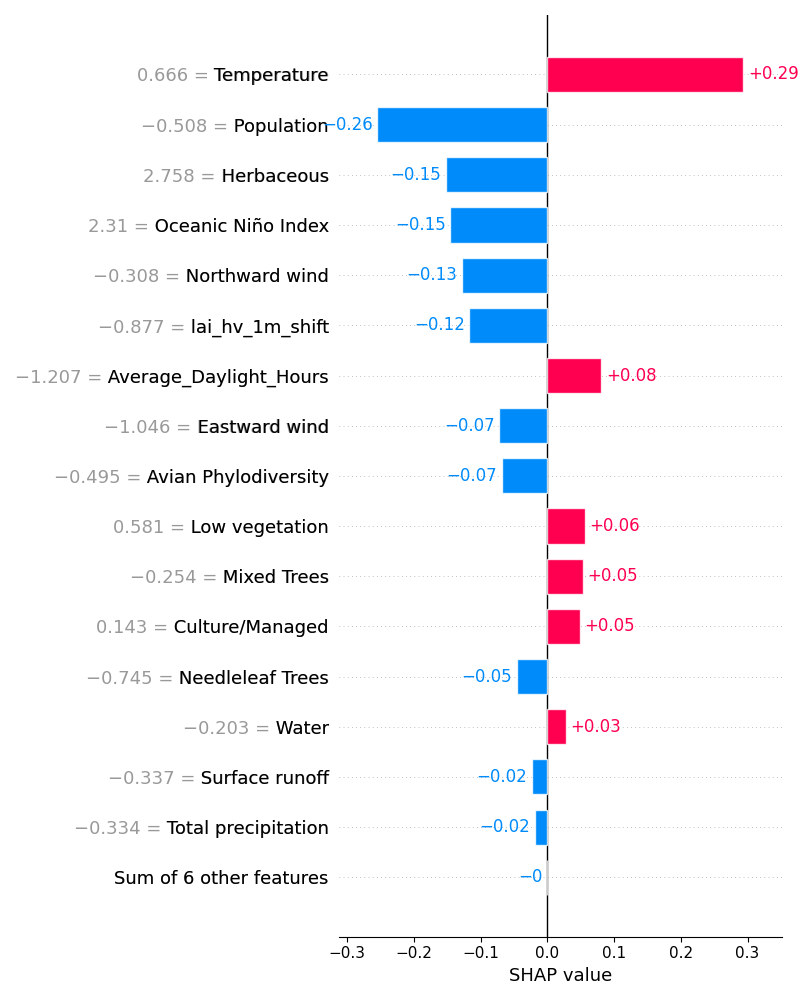 0.666 = Temperature +0.29
−0.508 = Population −0.26
2.758 = Herbaceous −0.15
2.31 = Oceanic Niño Index −0.15
−0.308 = Northward wind −0.13
−0.877 = lai_hv_1m_shift −0.12
−1.207 = Average_Daylight_Hours +0.08
−1.046 = Eastward wind −0.07
−0.495 = Avian Phylodiversity −0.07
0.581 = Low vegetation +0.06
−0.254 = Mixed Trees +0.05
0.143 = Culture/Managed +0.05
−0.745 = Needleleaf Trees −0.05
−0.203 = Water +0.03
−0.337 = Surface runoff −0.02
−0.334 = Total precipitation −0.02
Sum of 6 other features −0
−0.3 −0.2 −0.1 0.0 0.1 0.2 0.3
SHAP value